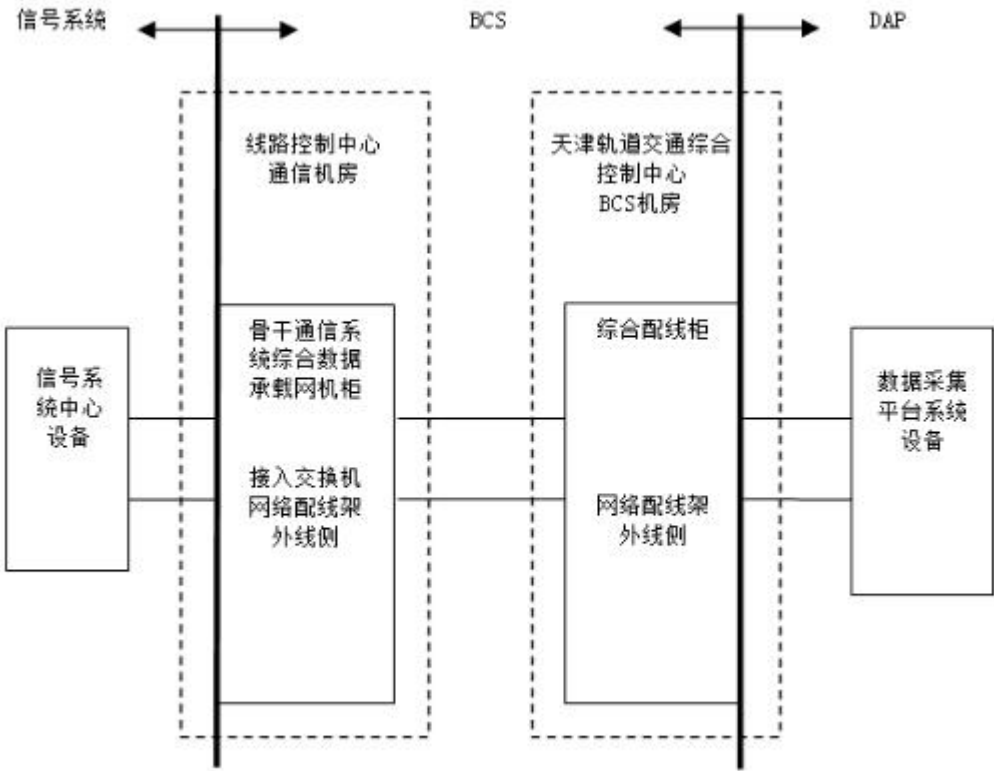 信号系统
BCS
DAP
线路控制中心
通信机房
天津轨道交通综合
控制中心
BCS机房
信号系
统中心
设备
骨干通信系
统综合数据
承载网机柜
接入交换机
网络配线架
外线侧
综合配线柜
网络配线架
外线侧
数据采集
平台系统
设备